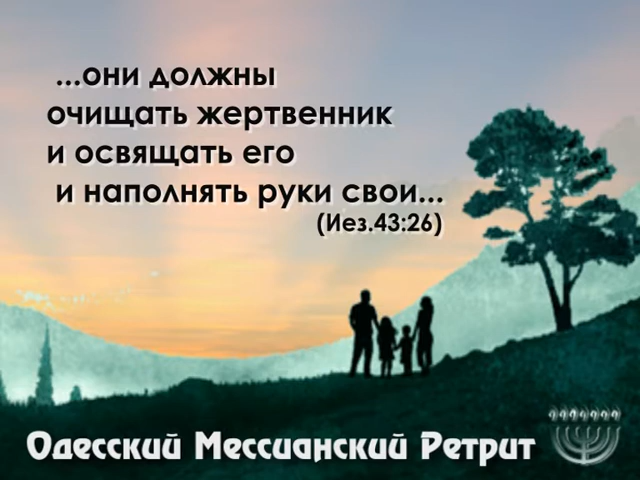 ...они должны
очищать жертвенник
и освящать его
и наполнять руки свои...
(Иез.43:26)
Одесский Мессианский Ретрит